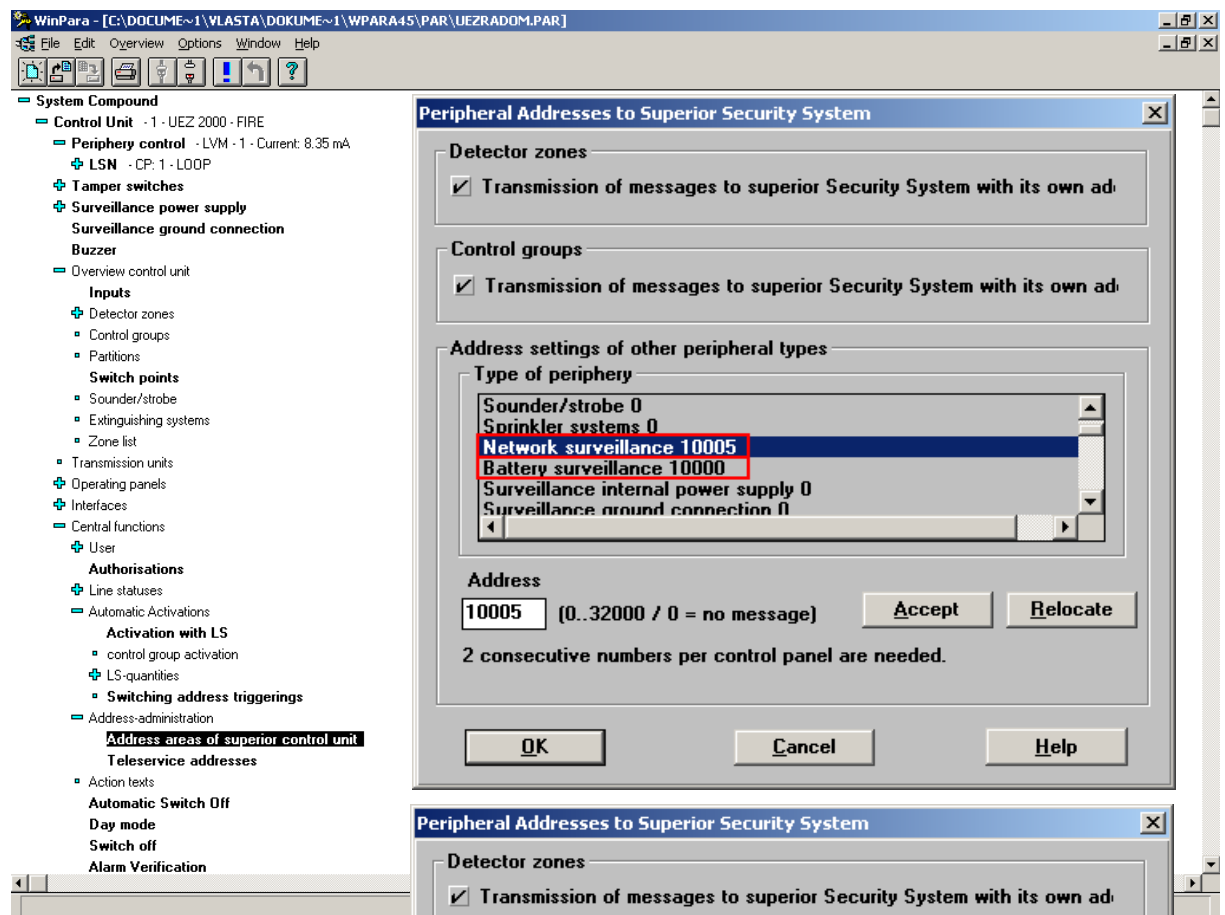 WinPara - [C:\DOCUME~1\VLASTA\DOKUME~1\WPARA45\PAR\UEZRADOM.PAR]
File Edit Overview Options Window Help
System Compound
Control Unit - 1 - UEZ 2000 - FIRE
Periphery control - LVM - 1 - Current: 8.35 mA
LSN - CP: 1 - LOOP
Tamper switches
Surveillance power supply
Surveillance ground connection
Buzzer
Overview control unit
Inputs
Detector zones
Control groups
Partitions
Switch points
Sounder/strobe
Extinguishing systems
Zone list
Transmission units
Operating panels
Interfaces
Central functions
User
Authorisations
Line statuses
Automatic Activations
Activation with LS
control group activation
LS-quantities
Switching address triggerings
Address-administration
Address areas of superior control unit
Teleservice addresses
Action texts
Automatic Switch Off
Day mode
Switch off
Alarm Verification
Peripheral Addresses to Superior Security System
Detector zones
Transmission of messages to superior Security System with its own ad
Control groups
Transmission of messages to superior Security System with its own ad
Address settings of other peripheral types
Type of periphery
Sounder/strobe 0
Sprinkler systems 0
Network surveillance 10005
Battery surveillance 10000
Surveillance internal power supply 0
Surveillance ground connection 0
Address
10005 (0..32000 / 0 = no message) Accept Relocate
2 consecutive numbers per control panel are needed.
OK Cancel Help
Peripheral Addresses to Superior Security System
Detector zones
Transmission of messages to superior Security System with its own ad